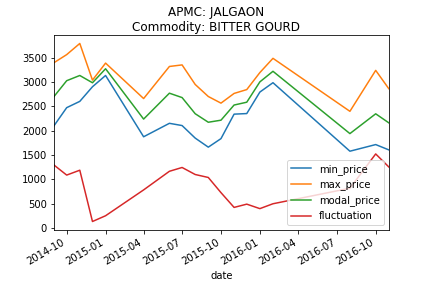 APMC: JALGAON
Commodity: BITTER GOURD
3500
3000
2500
2000
1500
1000
500
0
min_price
max_price
modal_price
fluctuation
2014-10
2015-01
2015-04
2015-07
2015-10
2016-01
2016-04
2016-07
2016-10
date